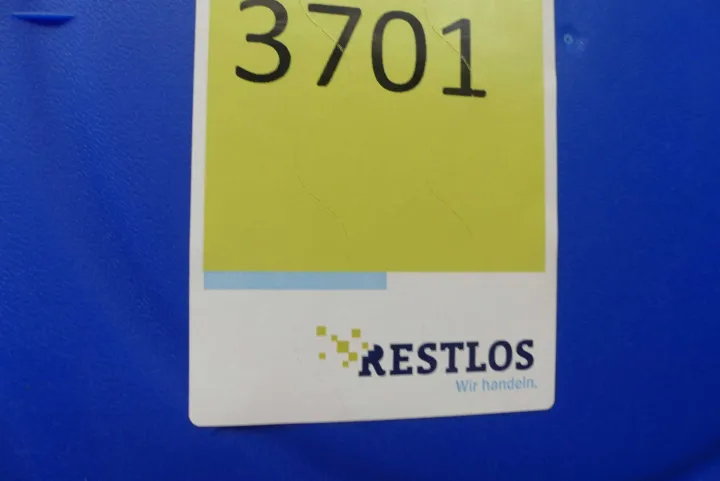 3701
RESTLOS
Wir handeln.